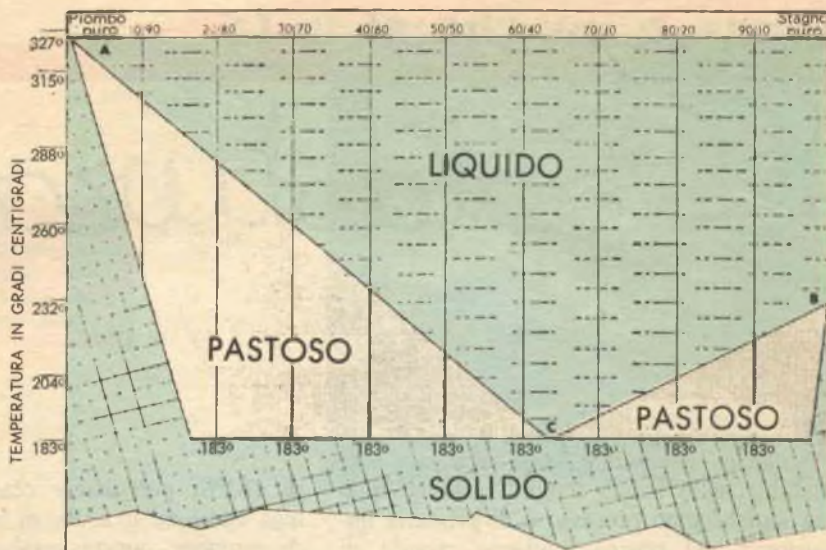 Piombo puro 10/90 20/80 30/70 40/60 50/50 60/40 70/10 80/20 90/10 Stagno puro
327°
A
315°
288°
LIQUIDO
260°
232°
B
PASTOSO
204°
PASTOSO
C
183°
183° 183° 183° 183° 183° 183° 183° 183°
SOLIDO
TEMPERATURA IN GRADI CENTIGRADI